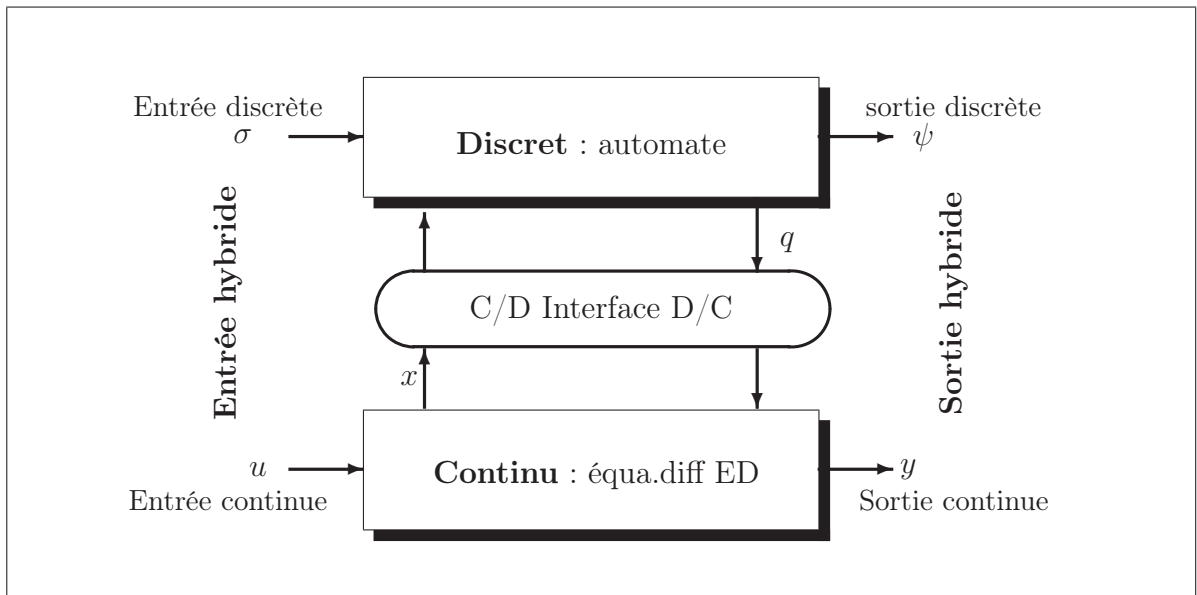 Entrée discrète
σ
Discret : automate
sortie discrète
ψ
Entrée hybride
q
C/D Interface D/C
Sortie hybride
x
u
Entrée continue
Continu : équa.diff ED
y
Sortie continue